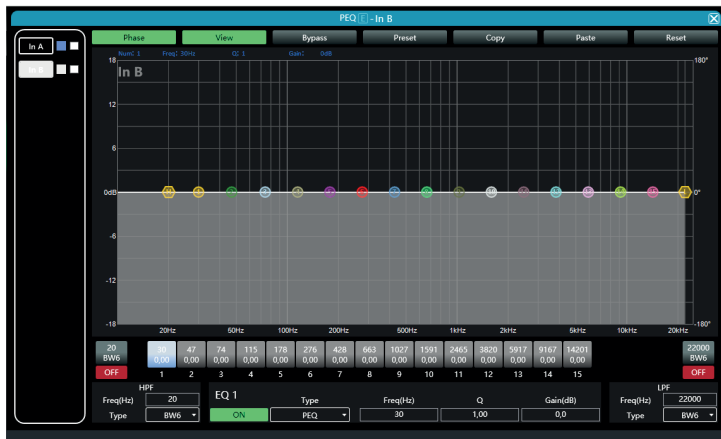 PEQ E - In B
In A
In B
Phase View Bypass Preset Copy Paste Reset
Num: 1 Freq: 30Hz Q: 1 Gain: 0dB
In B
18 180°
12
6
0dB 0°
-6
-12
-18 -180°
20Hz 60Hz 100Hz 200Hz 600Hz 1kHz 2kHz 5kHz 10kHz 20kHz
20 30 47 74 115 178 276 428 663 1027 1591 2465 3820 5917 9167 14201 22000
BW6 0,00 0,00 0,00 0,00 0,00 0,00 0,00 0,00 0,00 0,00 0,00 0,00 0,00 0,00 0,00 BW6
OFF 1 2 3 4 5 6 7 8 9 10 11 12 13 14 15 OFF
HPF
Freq(Hz) 20
Type BW6
EQ 1 Type Freq(Hz) Q Gain(dB)
ON PEQ 30 1,00 0,0
LPF
Freq(Hz) 22000
Type BW6